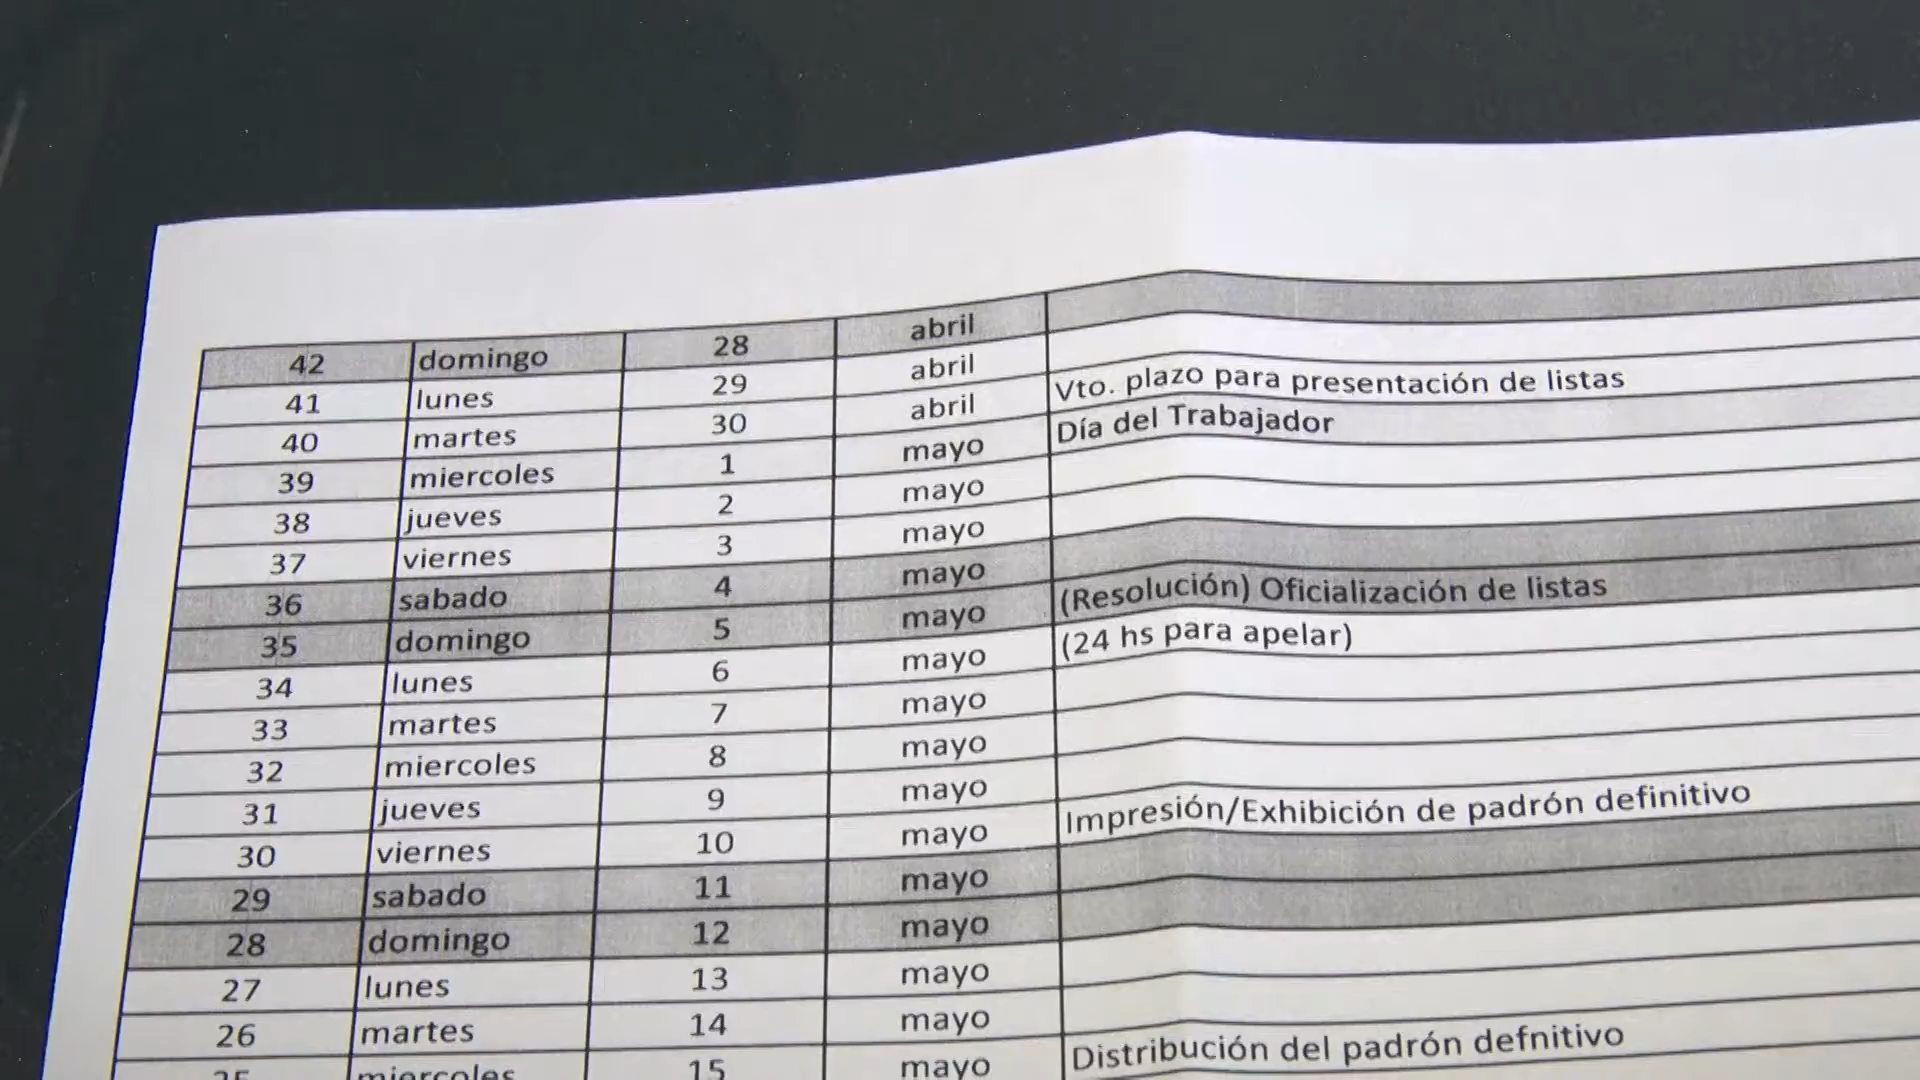 42 domingo 28 abril
41 lunes 29 abril
40 martes 30 abril Vto. plazo para presentación de listas
39 miercoles 1 mayo Día del Trabajador
38 jueves 2 mayo
37 viernes 3 mayo
36 sabado 4 mayo
35 domingo 5 mayo (Resolución) Oficialización de listas
34 lunes 6 mayo (24 hs para apelar)
33 martes 7 mayo
32 miercoles 8 mayo
31 jueves 9 mayo
30 viernes 10 mayo Impresión/Exhibición de padrón definitivo
29 sabado 11 mayo
28 domingo 12 mayo
27 lunes 13 mayo
26 martes 14 mayo
25 miercoles 15 mayo Distribución del padrón defnitivo